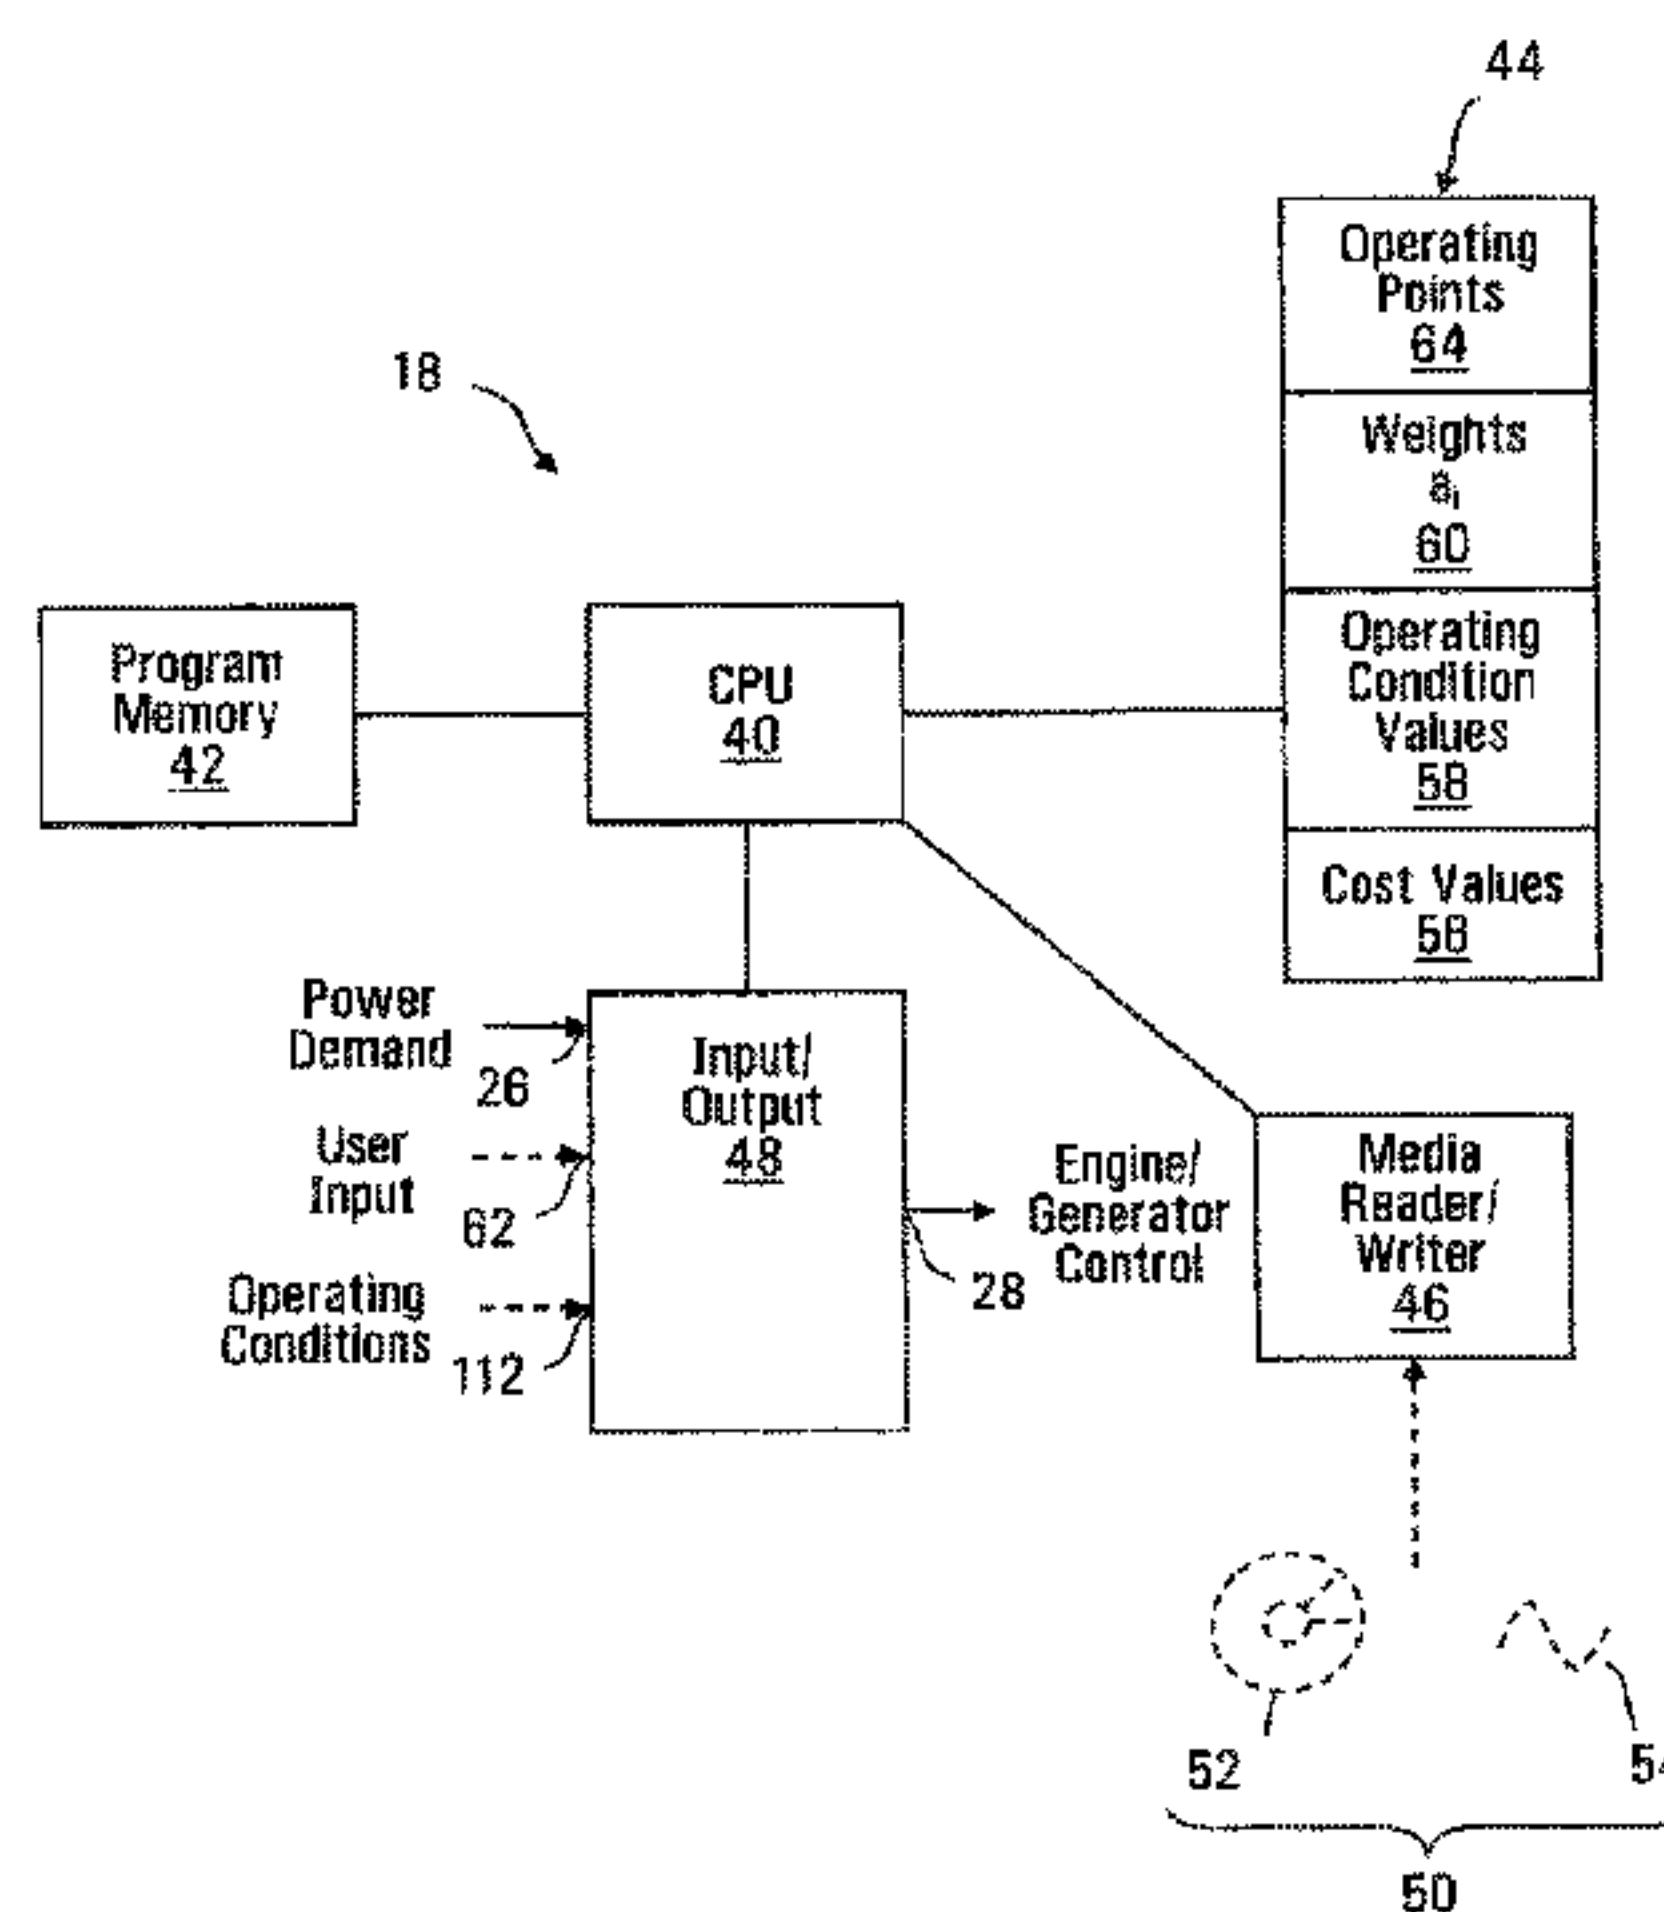 44
Operating
Points
64
18
Weights
60
Program
Memory
42
CPU
40
Operating
Condition
Values
58
Cost Values
Power
Demand
26
Input/
Output
48
User
Input
62
Engine/
Generator
Control
28
Media
Reader/
Writer
46
Operating
Conditions
112
52
50